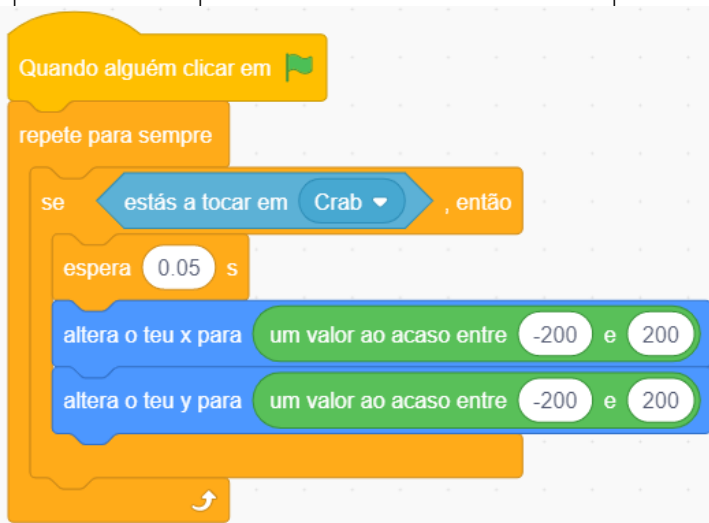 Quando alguém clicar em
repete para sempre
se estás a tocar em Crab , então
espera 0.05 s
altera o teu x para um valor ao acaso entre -200 e 200
altera o teu y para um valor ao acaso entre -200 e 200